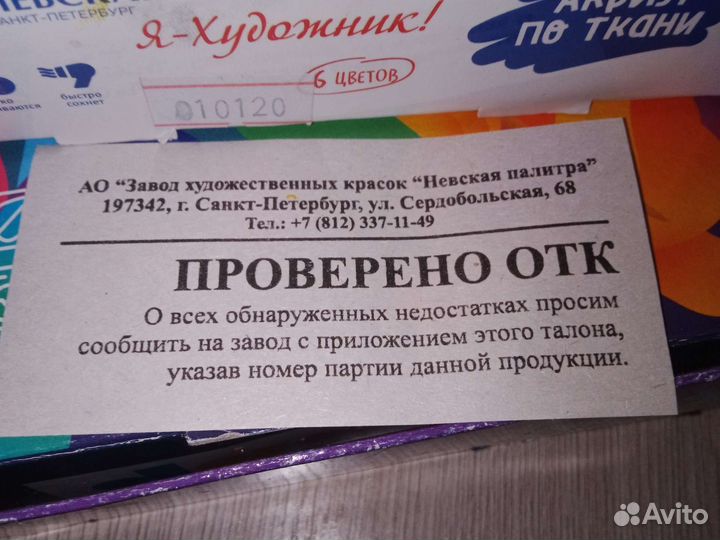 САНКТ-ПЕТЕРБУРГ
Я-Художник!
ПО ТКАНИ
6 ЦВЕТОВ
быстро
сохнет
010120
АО “Завод художественных красок “Невская палитра”
197342, г. Санкт-Петербург, ул. Сердобольская, 68
Тел.: +7 (812) 337-11-49
ПРОВЕРЕНО ОТК
О всех обнаруженных недостатках просим
сообщить на завод с приложением этого талона,
указав номер партии данной продукции.
Avito